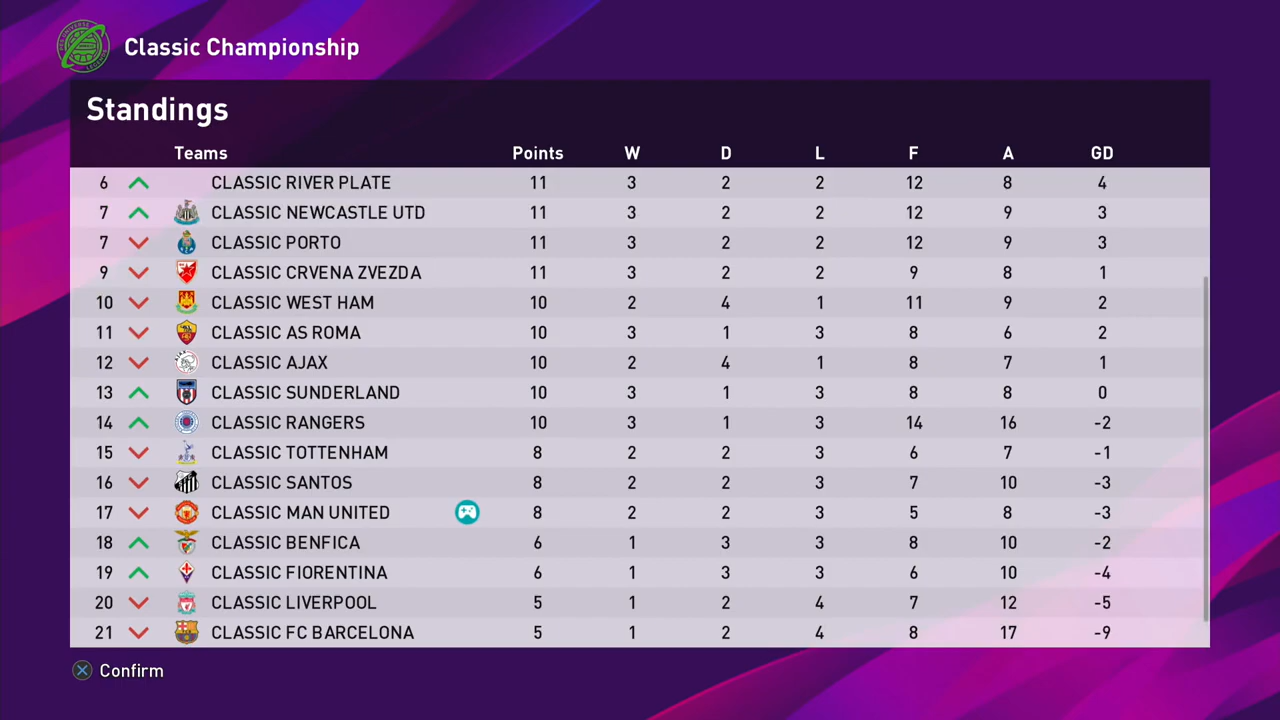 Classic Championship
Standings
Teams Points W D L F A GD
6 CLASSIC RIVER PLATE 11 3 2 2 12 8 4
7 CLASSIC NEWCASTLE UTD 11 3 2 2 12 9 3
7 CLASSIC PORTO 11 3 2 2 12 9 3
9 CLASSIC CRVENA ZVEZDA 11 3 2 2 9 8 1
10 CLASSIC WEST HAM 10 2 4 1 11 9 2
11 CLASSIC AS ROMA 10 3 1 3 8 6 2
12 CLASSIC AJAX 10 2 4 1 8 7 1
13 CLASSIC SUNDERLAND 10 3 1 3 8 8 0
14 CLASSIC RANGERS 10 3 1 3 14 16 -2
15 CLASSIC TOTTENHAM 8 2 2 3 6 7 -1
16 CLASSIC SANTOS 8 2 2 3 7 10 -3
17 CLASSIC MAN UNITED 8 2 2 3 5 8 -3
18 CLASSIC BENFICA 6 1 3 3 8 10 -2
19 CLASSIC FIORENTINA 6 1 3 3 6 10 -4
20 CLASSIC LIVERPOOL 5 1 2 4 7 12 -5
21 CLASSIC FC BARCELONA 5 1 2 4 8 17 -9
Confirm